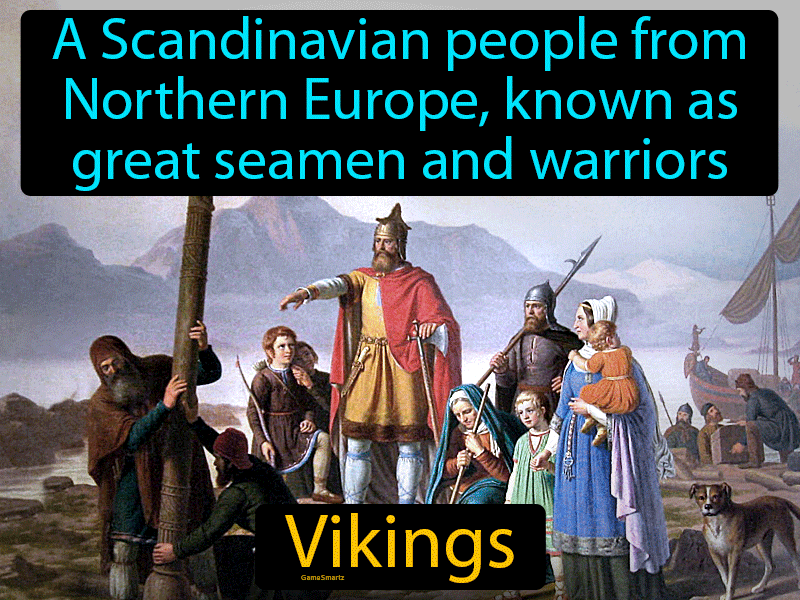 A Scandinavian people from
Northern Europe, known as
great seamen and warriors
Vikings
GameSmartz